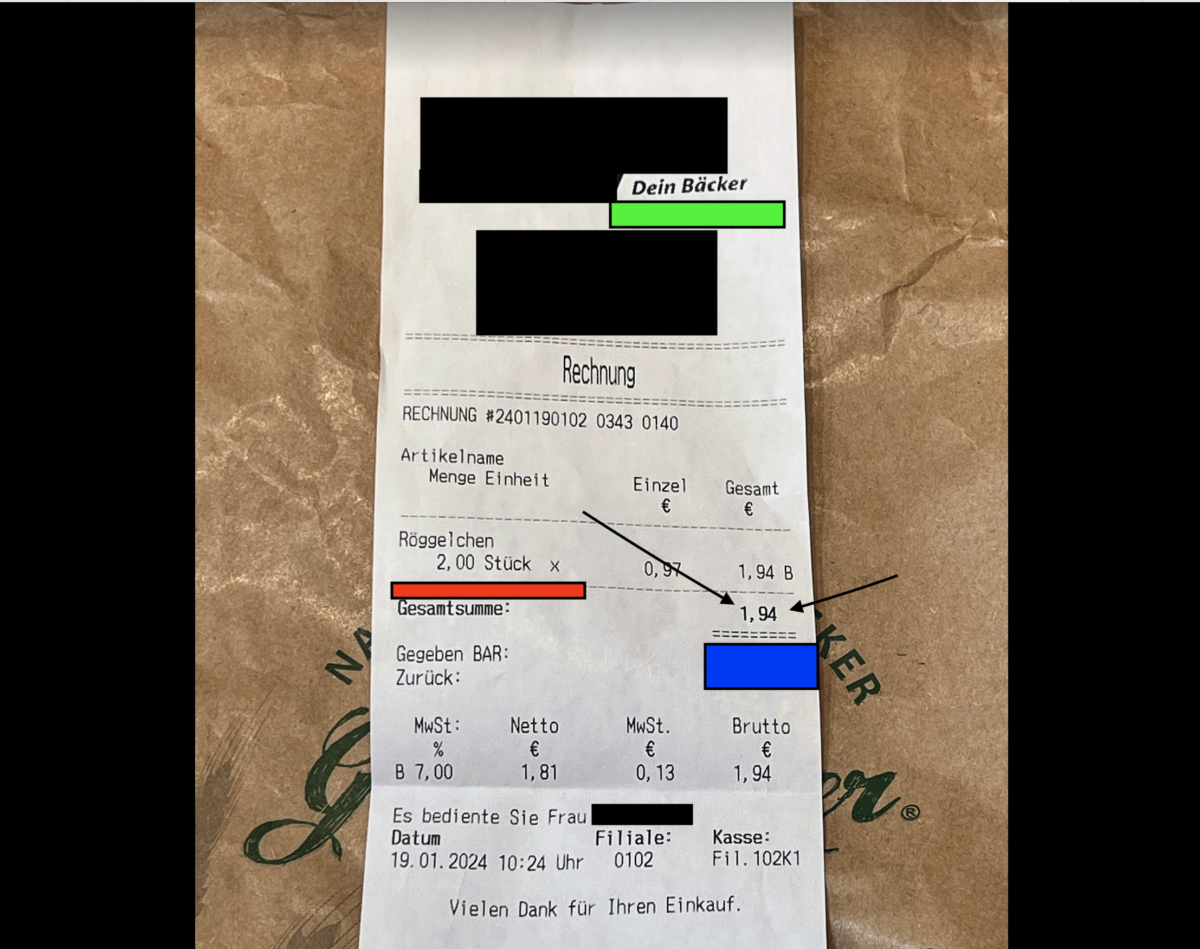 Dein Bäcker
Rechnung
RECHNUNG #2401190102 0343 0140
Artikelname
Menge Einheit Einzel Gesamt
€ €
Röggelchen
2,00 Stück x 0,97 1,94 B
Gesamtsumme: 1,94
Gegeben BAR:
Zurück:
MwSt: Netto MwSt. Brutto
% € € €
B 7,00 1,81 0,13 1,94
Es bediente Sie Frau
Datum Filiale: Kasse:
19.01.2024 10:24 Uhr 0102 Fil.102K1
Vielen Dank für Ihren Einkauf.